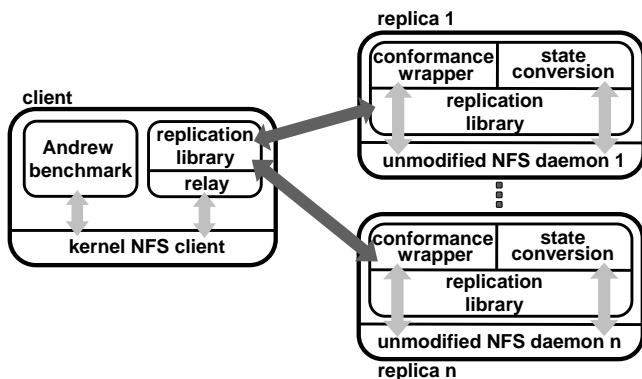 client
Andrew
benchmark
replication
library
relay
kernel NFS client
replica 1
conformance
wrapper
state
conversion
replication
library
unmodified NFS daemon 1
conformance
wrapper
state
conversion
replication
library
unmodified NFS daemon n
replica n